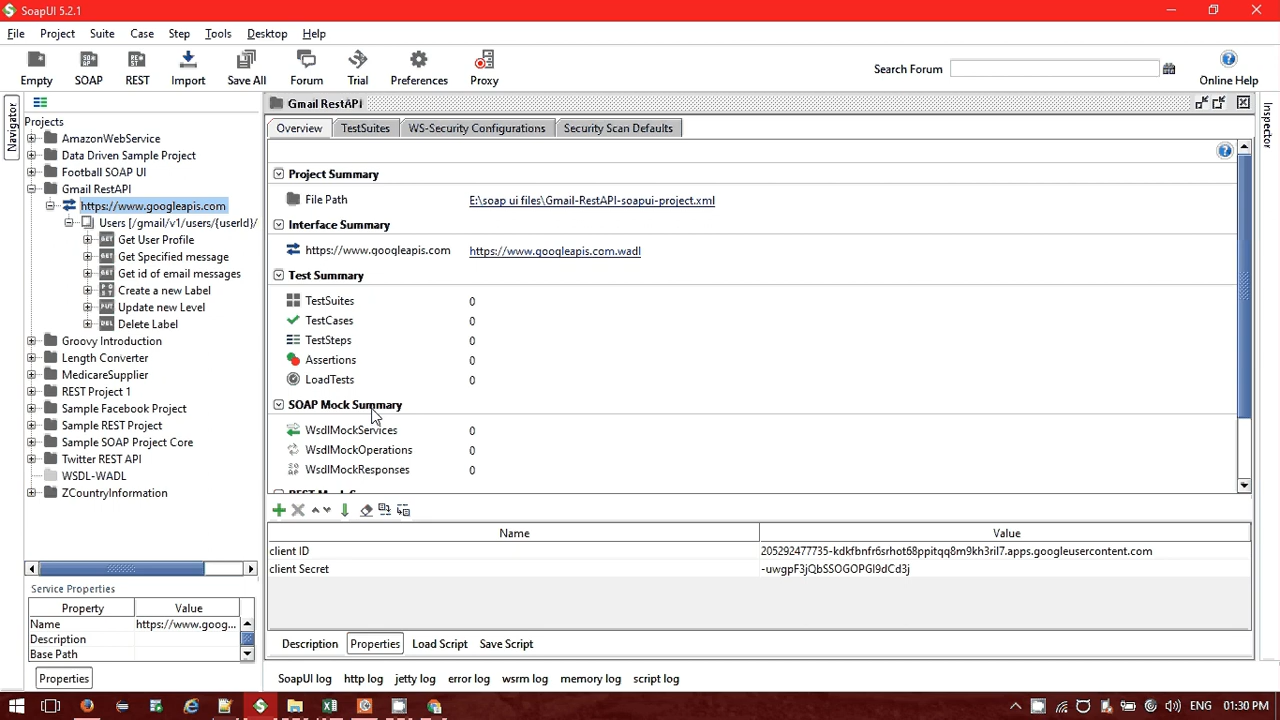 SoapUI 5.2.1
File Project Suite Case Step Tools Desktop Help
Empty SOAP REST Import Save All Forum Trial Preferences Proxy Search Forum Online Help
Navigator
Projects
AmazonWebService
Data Driven Sample Project
Football SOAP UI
Gmail RestAPI
https://www.googleapis.com
Users [/gmail/v1/users/{userId}/
Get User Profile
Get Specified message
Get id of email messages
Create a new Label
Update new Level
Delete Label
Groovy Introduction
Length Converter
MedicareSupplier
REST Project 1
Sample Facebook Project
Sample REST Project
Sample SOAP Project Core
Twitter REST API
WSDL-WADL
ZCountryInformation
Service Properties
Property Value
Name https://www.goog...
Description
Base Path
Properties
Gmail RestAPI
Overview TestSuites WS-Security Configurations Security Scan Defaults
Project Summary
File Path E:\soap ui files\Gmail-RestAPI-soapui-project.xml
Interface Summary
https://www.googleapis.com https://www.googleapis.com.wadl
Test Summary
TestSuites 0
TestCases 0
TestSteps 0
Assertions 0
LoadTests 0
SOAP Mock Summary
WsdlMockServices 0
WsdlMockOperations 0
WsdlMockResponses 0
Name Value
client ID 205292477735-kdkfbnfr6srhot68ppitqq8m9kh3ril7.apps.googleusercontent.com
client Secret -uwgpF3jQbSSOGOPGI9dCd3j
Description Properties Load Script Save Script
Inspector
SoapUI log http log jetty log error log wsrm log memory log script log
ENG 01:30 PM